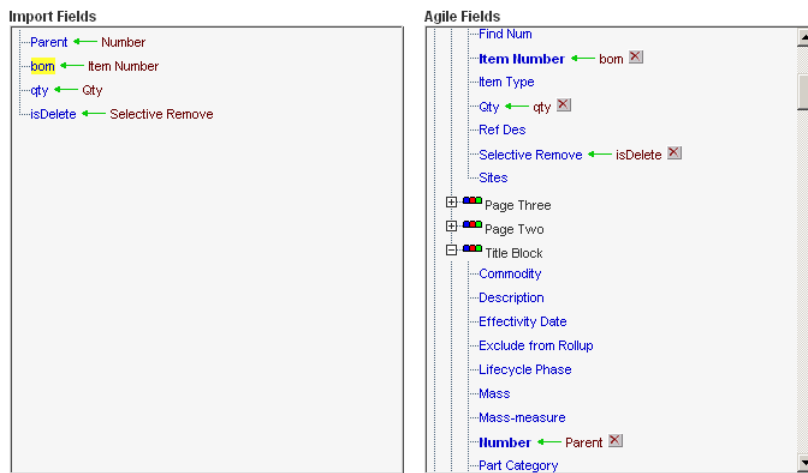 Import Fields
Parent Number
bom Item Number
qty Qty
isDelete Selective Remove
Agile Fields
Find Num
Item Number bom
Item Type
Qty qty
Ref Des
Selective Remove isDelete
Sites
Page Three
Page Two
Title Block
Commodity
Description
Effectivity Date
Exclude from Rollup
Lifecycle Phase
Mass
Mass-measure
Number Parent
Part Category